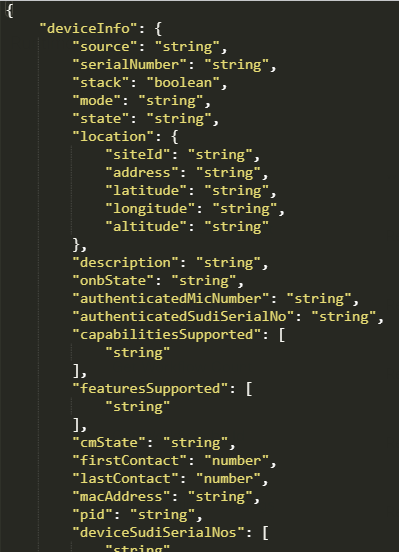 {
"deviceInfo": {
"source": "string",
"serialNumber": "string",
"stack": "boolean",
"mode": "string",
"state": "string",
"location": {
"siteId": "string",
"address": "string",
"latitude": "string",
"longitude": "string",
"altitude": "string"
},
"description": "string",
"onbState": "string",
"authenticatedMicNumber": "string",
"authenticatedSudiSerialNo": "string",
"capabilitiesSupported": [
"string"
],
"featuresSupported": [
"string"
],
"cmState": "string",
"firstContact": "number",
"lastContact": "number",
"macAddress": "string",
"pid": "string",
"deviceSudiSerialNos": [
"string"